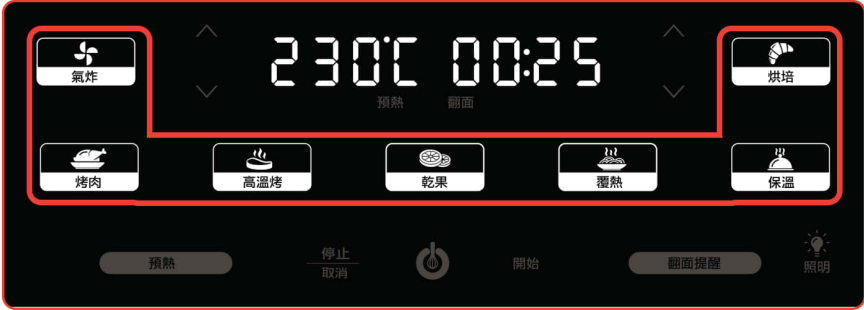 氣炸
230℃ 00:25
烘培
預熱
翻面
烤肉
高溫烤
乾果
覆熱
保溫
預熱
停止
取消
開始
翻面提醒
照明